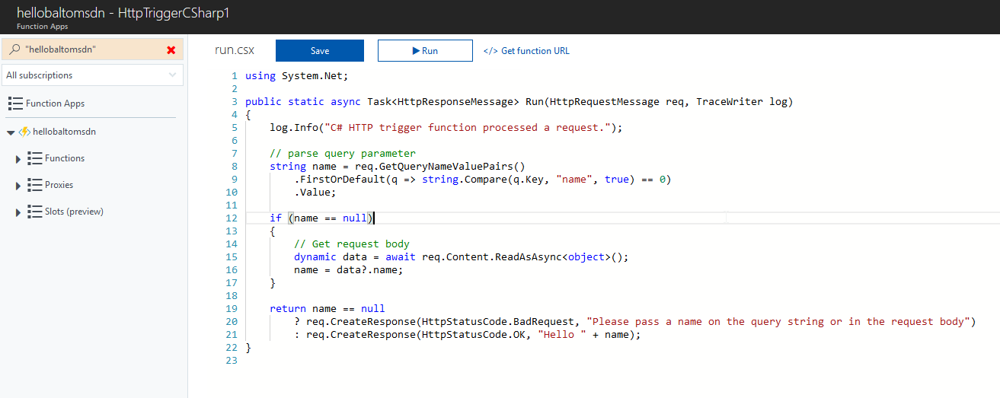 hellobaltomsdn - HttpTriggerCSharp1
Function Apps
"hellobaltomsdn"
All subscriptions
Function Apps
hellobaltomsdn
Functions
Proxies
Slots (preview)
run.csx
Save
Run
</> Get function URL
1 using System.Net;
2
3 public static async Task<HttpResponseMessage> Run(HttpRequestMessage req, TraceWriter log)
4 {
5     log.Info("C# HTTP trigger function processed a request.");
6
7     // parse query parameter
8     string name = req.GetQueryNameValuePairs()
9         .FirstOrDefault(q => string.Compare(q.Key, "name", true) == 0)
10         .Value;
11
12     if (name == null)
13     {
14         // Get request body
15         dynamic data = await req.Content.ReadAsAsync<object>();
16         name = data?.name;
17     }
18
19     return name == null
20         ? req.CreateResponse(HttpStatusCode.BadRequest, "Please pass a name on the query string or in the request body")
21         : req.CreateResponse(HttpStatusCode.OK, "Hello " + name);
22 }
23